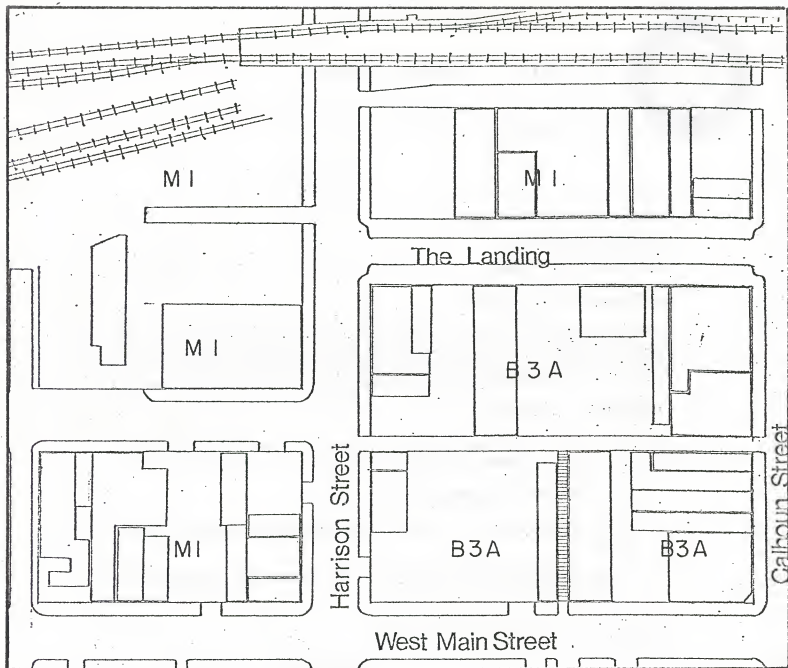 M I
M I
The Landing
M I
B 3 A
Harrison Street
Calhoun Street
M I
B3A
B3A
West Main Street